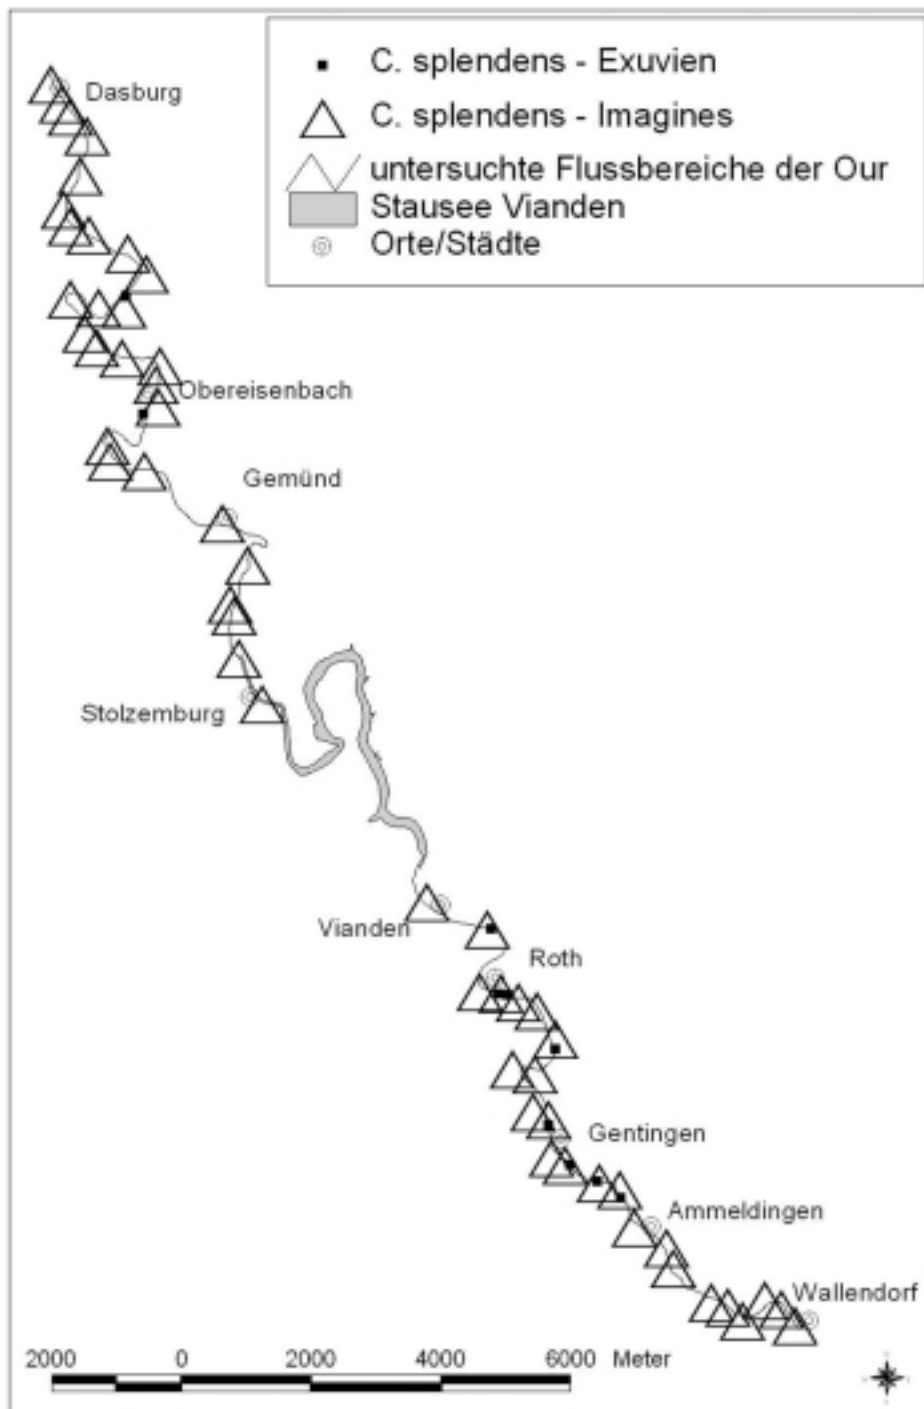 C. splendens - Exuvien
C. splendens - Imagines
untersuchte Flussbereiche der Our
Stausee Vianden
Orte/Städte
Dasburg
Obereisenbach
Gemünd
Stolzemburg
Vianden
Roth
Gentingen
Ammeldingen
Wallendorf
2000 0 2000 4000 6000 Meter